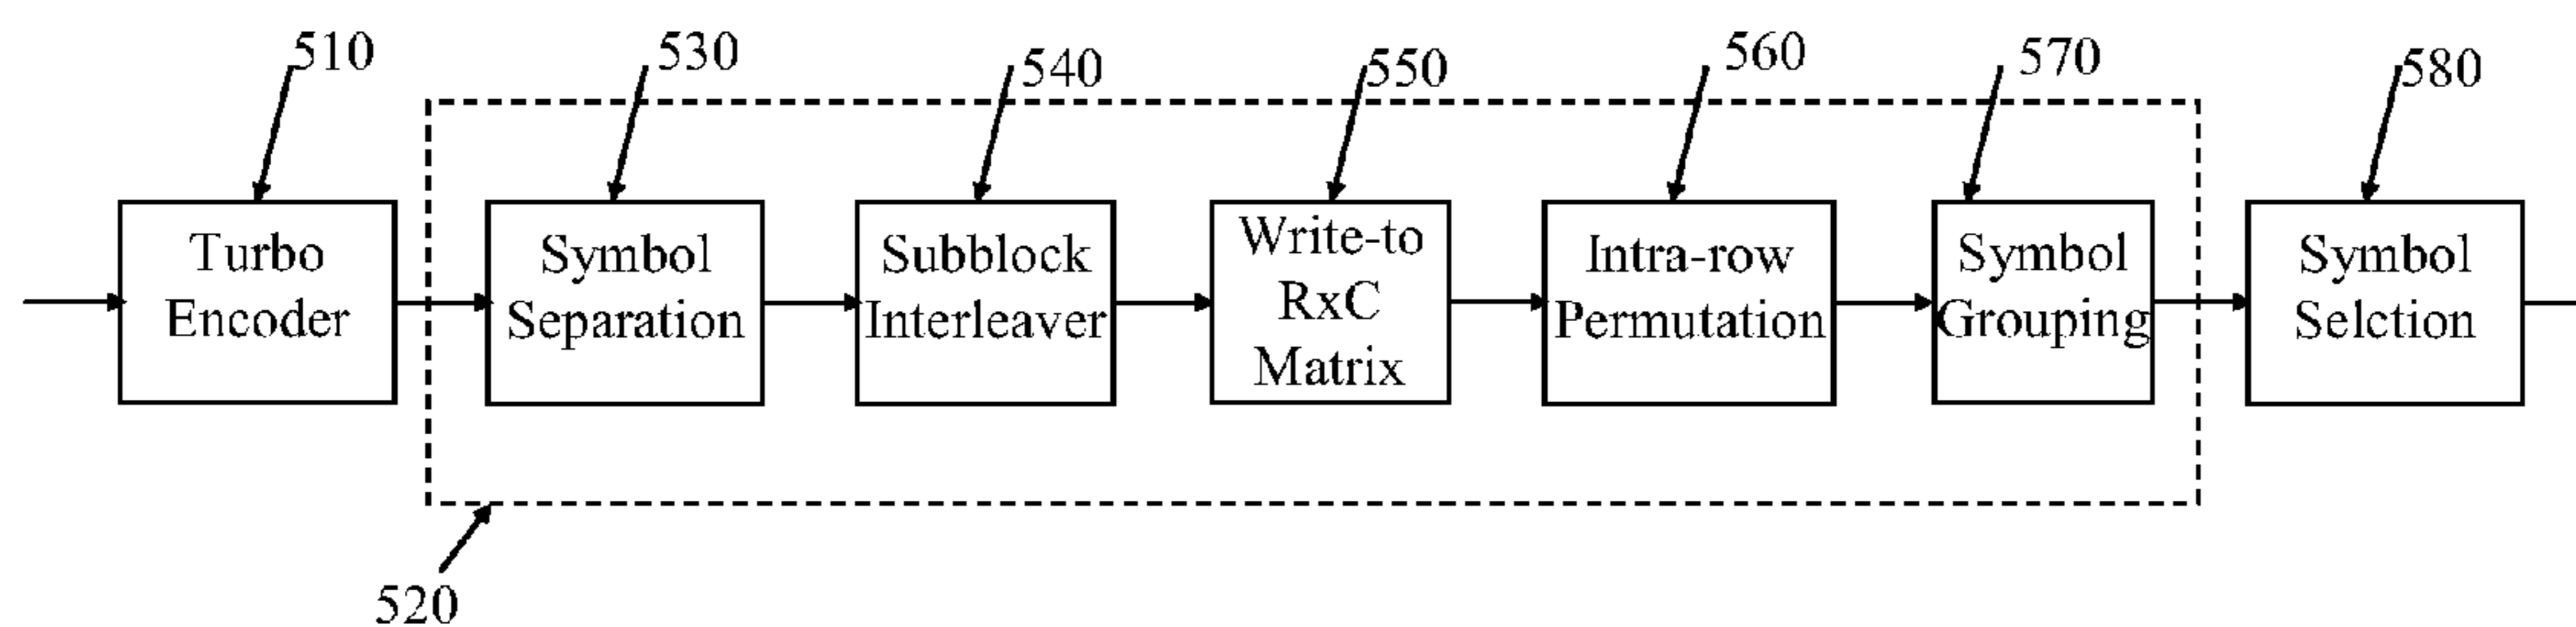 510
530
540
550
560
570
580
Turbo
Encoder
Symbol
Separation
Subblock
Interleaver
Write-to
RxC
Matrix
Intra-row
Permutation
Symbol
Grouping
Symbol
Selction
520